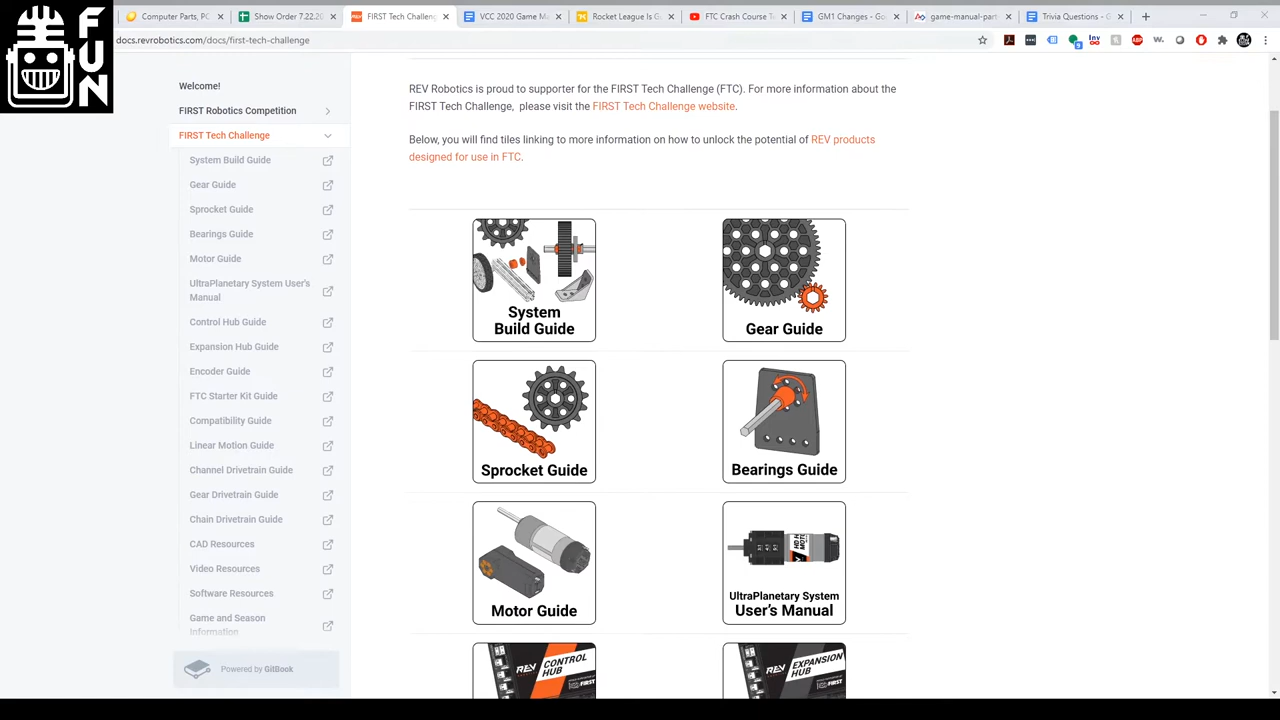 FUN
Computer Parts, PC
Show Order 7.22.20
FIRST Tech Challeng
VCC 2020 Game M
Rocket League Is G
FTC Crash Course T
GM1 Changes - Go
game-manual-part-
Trivia Questions - G
docs.revrobotics.com/docs/first-tech-challenge
Welcome!
FIRST Robotics Competition
FIRST Tech Challenge
System Build Guide
Gear Guide
Sprocket Guide
Bearings Guide
Motor Guide
UltraPlanetary System User's
Manual
Control Hub Guide
Expansion Hub Guide
Encoder Guide
FTC Starter Kit Guide
Compatibility Guide
Linear Motion Guide
Channel Drivetrain Guide
Gear Drivetrain Guide
Chain Drivetrain Guide
CAD Resources
Video Resources
Software Resources
Game and Season
Information
Powered by GitBook
REV Robotics is proud to supporter for the FIRST Tech Challenge (FTC). For more information about the
FIRST Tech Challenge, please visit the FIRST Tech Challenge website.
Below, you will find tiles linking to more information on how to unlock the potential of REV products
designed for use in FTC.
System
Build Guide
Gear Guide
Sprocket Guide
Bearings Guide
Motor Guide
UltraPlanetary System
User's Manual
REV
CONTROL
HUB
REV
EXPANSION
HUB